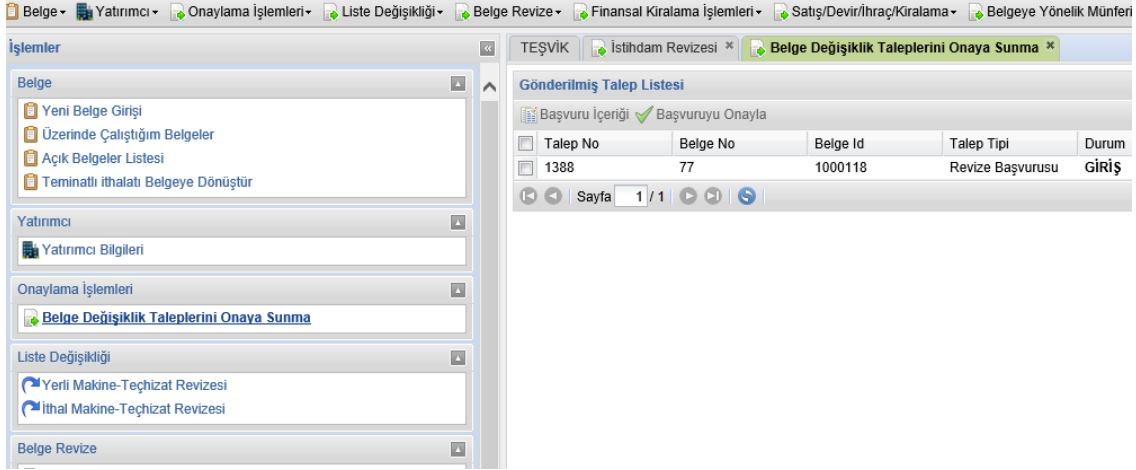 Belge Yatırımcı Onaylama İşlemleri Liste Değişikliği Belge Revize Finansal Kiralama İşlemleri Satış/Devir/İhraç/Kiralama Belgeye Yönelik Münferi
İşlemler
Belge
Yeni Belge Girişi
Üzerinde Çalıştığım Belgeler
Açık Belgeler Listesi
Teminatlı ithalatı Belgeye Dönüştür
Yatırımcı
Yatırımcı Bilgileri
Onaylama İşlemleri
Belge Değişiklik Taleplerini Onaya Sunma
Liste Değişikliği
Yerli Makine-Teçhizat Revizesi
İthal Makine-Teçhizat Revizesi
Belge Revize
TEŞVİK İstihdam Revizesi Belge Değişiklik Taleplerini Onaya Sunma
Gönderilmiş Talep Listesi
Başvuru İçeriği Başvuruyu Onayla
Talep No Belge No Belge Id Talep Tipi Durum
1388 77 1000118 Revize Başvurusu GİRİŞ
Sayfa 1 / 1